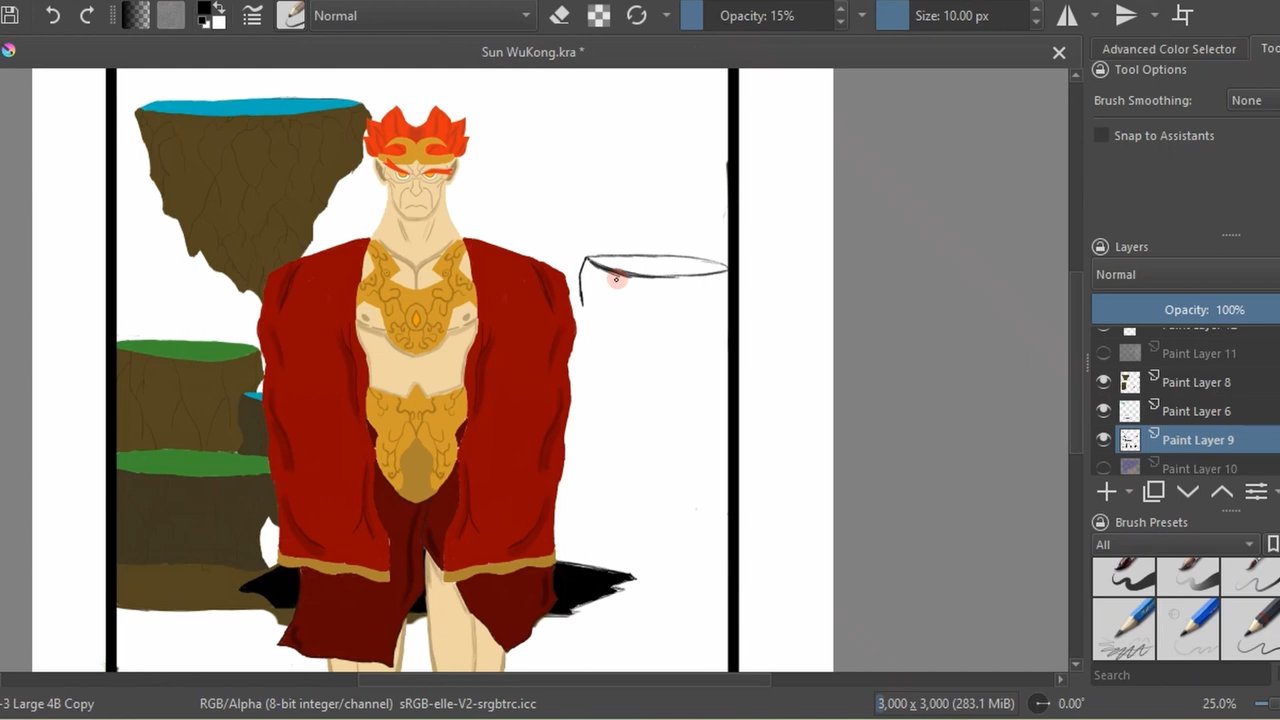 Normal
Opacity: 15%
Size: 10.00 px
Sun WuKong.kra *
Advanced Color Selector
Tool Options
Brush Smoothing:
None
Snap to Assistants
Layers
Normal
Opacity: 100%
Paint Layer 11
Paint Layer 8
Paint Layer 6
Paint Layer 9
Paint Layer 10
Brush Presets
All
Search
-3 Large 4B Copy
RGB/Alpha (8-bit integer/channel) sRGB-elle-V2-srgbtrc.icc
3,000 x 3,000 (283.1 MiB)
0.00°
25.0%